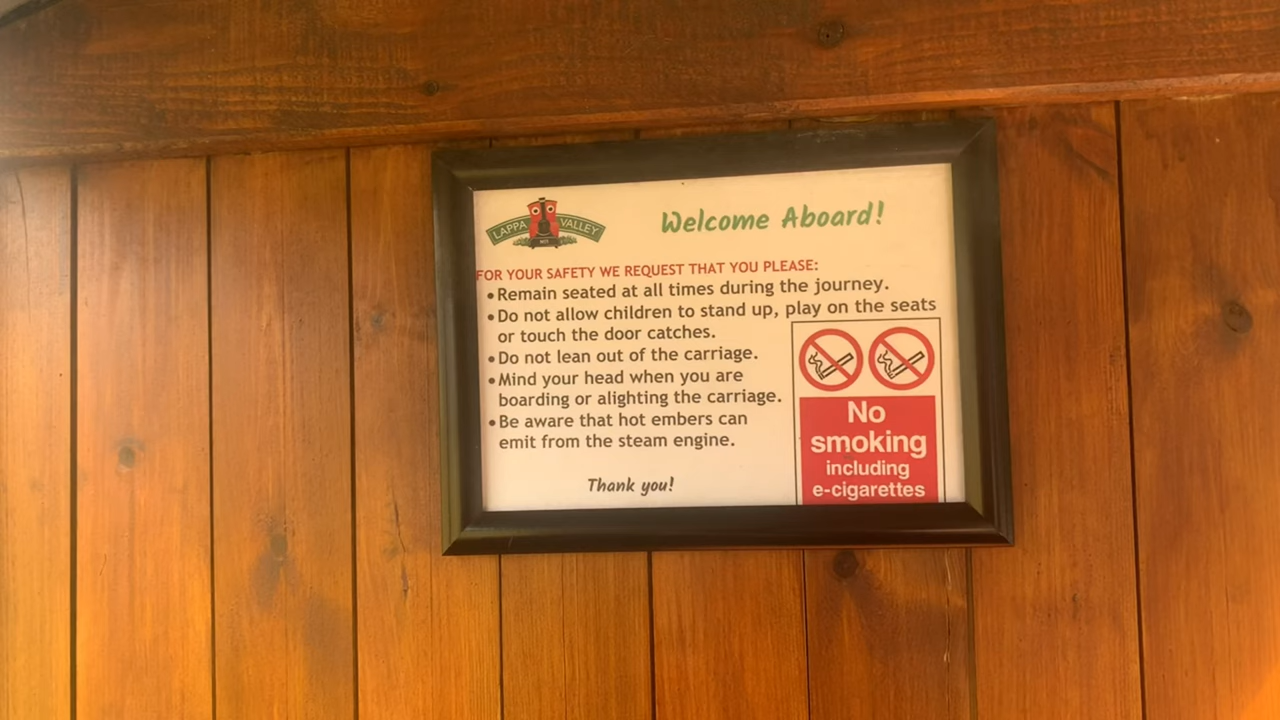 LAPPA VALLEY
Welcome Aboard!
FOR YOUR SAFETY WE REQUEST THAT YOU PLEASE:
• Remain seated at all times during the journey.
• Do not allow children to stand up, play on the seats
or touch the door catches.
• Do not lean out of the carriage.
• Mind your head when you are
boarding or alighting the carriage.
• Be aware that hot embers can
emit from the steam engine.
Thank you!
No
smoking
including
e-cigarettes